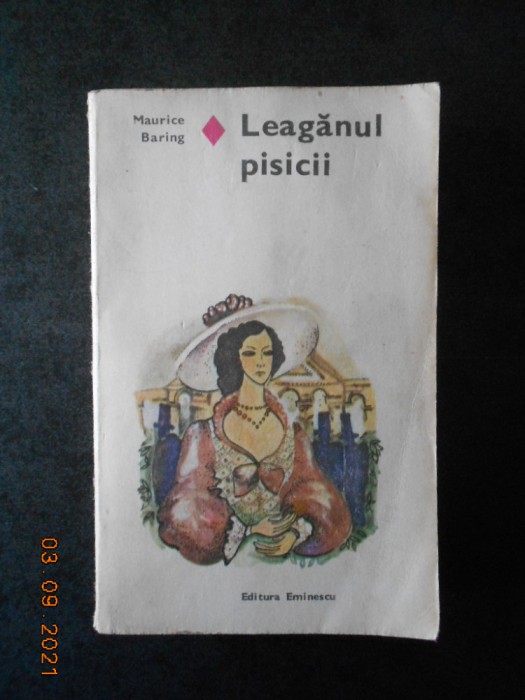 Maurice
Baring
Leagănul
pisicii
Editura Eminescu
03.09.2021